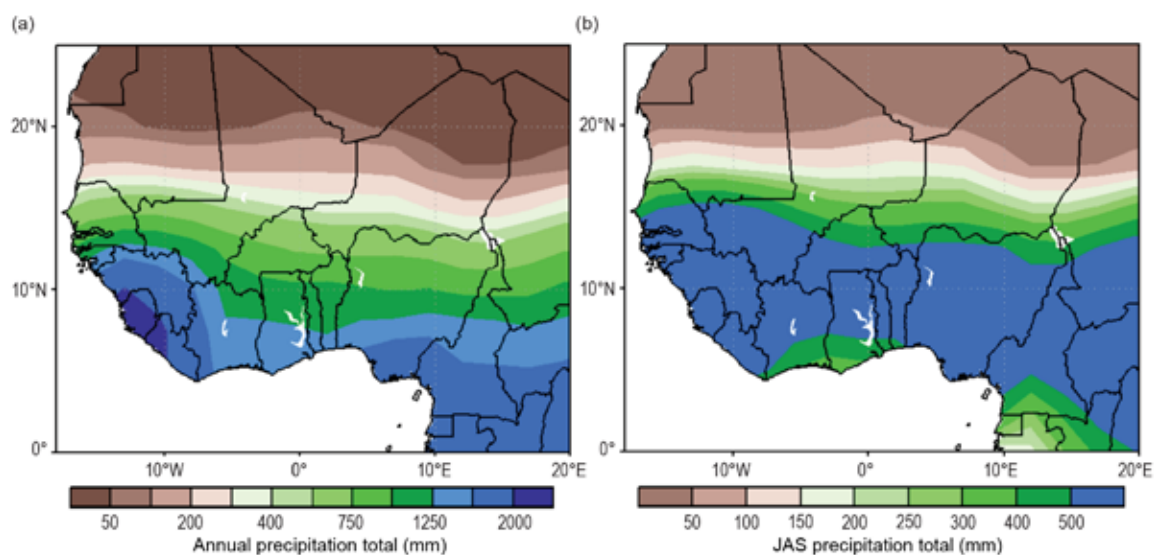 (a)
(b)
20°N
20°N
10°N
10°N
0°
0°
10°W 0° 10°E 20°E
10°W 0° 10°E 20°E
50 200 400 750 1250 2000
50 100 150 200 250 300 400 500
Annual precipitation total (mm)
JAS precipitation total (mm)